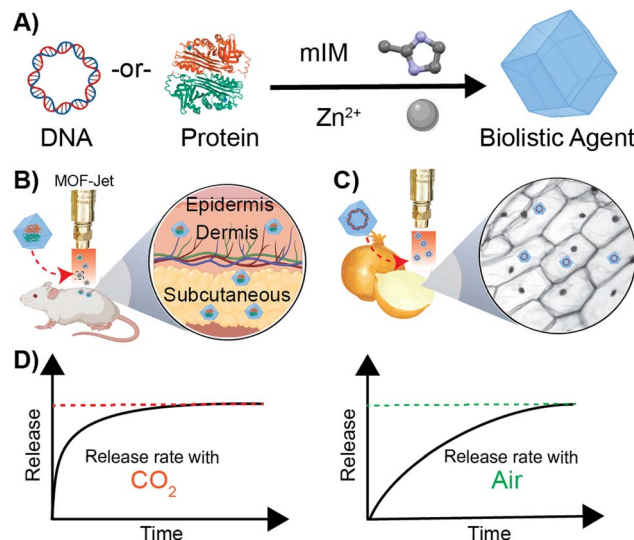 A)
DNA
-or-
Protein
mIM
Zn²⁺
Biolistic Agent
B)
MOF-Jet
Epidermis
Dermis
Subcutaneous
C)
D)
Release
Release rate with
CO₂
Time
Release
Release rate with
Air
Time